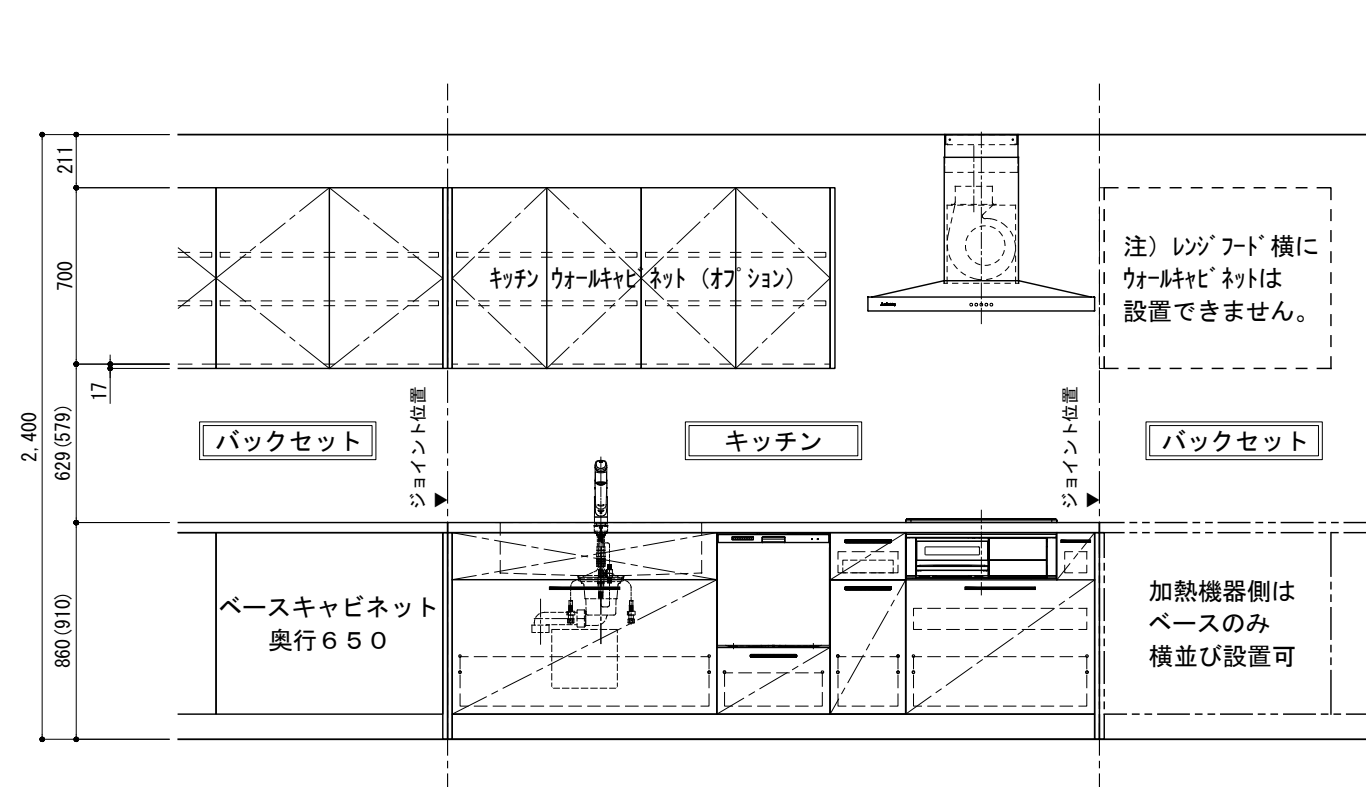 211
700
17
2,400
629(579)
860(910)
キッチン ウォールキャビネット (オプション)
注) レンジフード横に
ウォールキャビネットは
設置できません。
バックセット
ジョイント位置
キッチン
ジョイント位置
バックセット
ベースキャビネット
奥行650
加熱機器側は
ベースのみ
横並び設置可